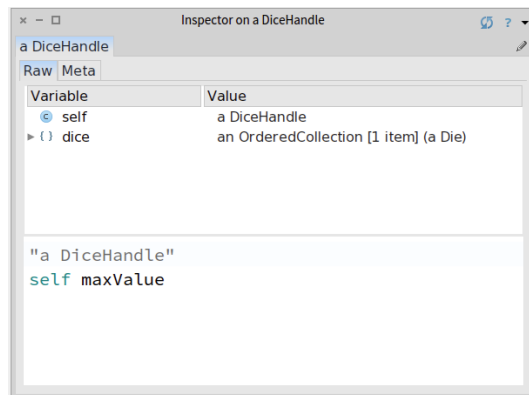 Inspector on a DiceHandle
?
a DiceHandle
Raw Meta
Variable Value
c self a DiceHandle
{ } dice an OrderedCollection [1 item] (a Die)
"a DiceHandle"
self maxValue